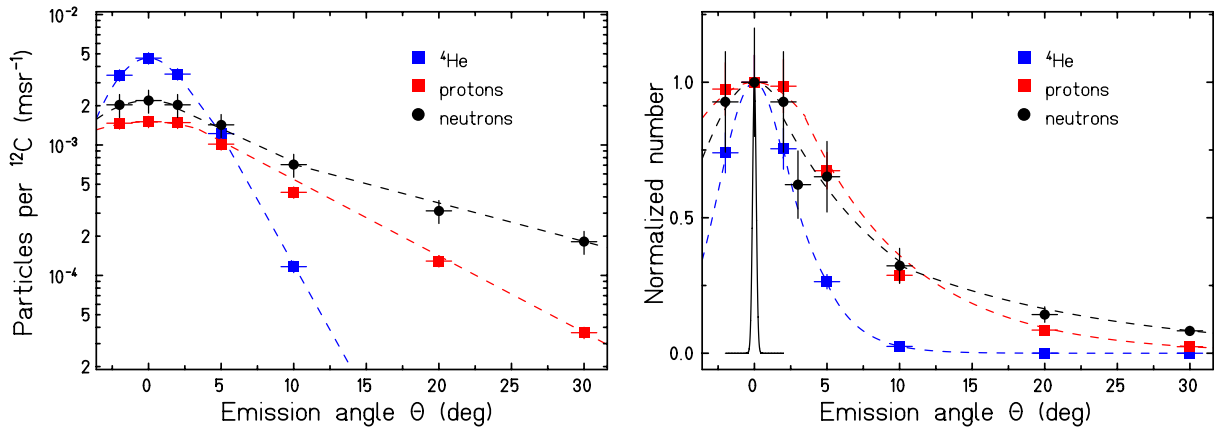 10⁻²
5
2
10⁻³
5
2
10⁻⁴
5
2
Particles per ¹²C (msr⁻¹)
⁴He
protons
neutrons
0 5 10 15 20 25 30
Emission angle Θ (deg)
1.0
0.5
0.0
Normalized number
⁴He
protons
neutrons
0 5 10 15 20 25 30
Emission angle Θ (deg)